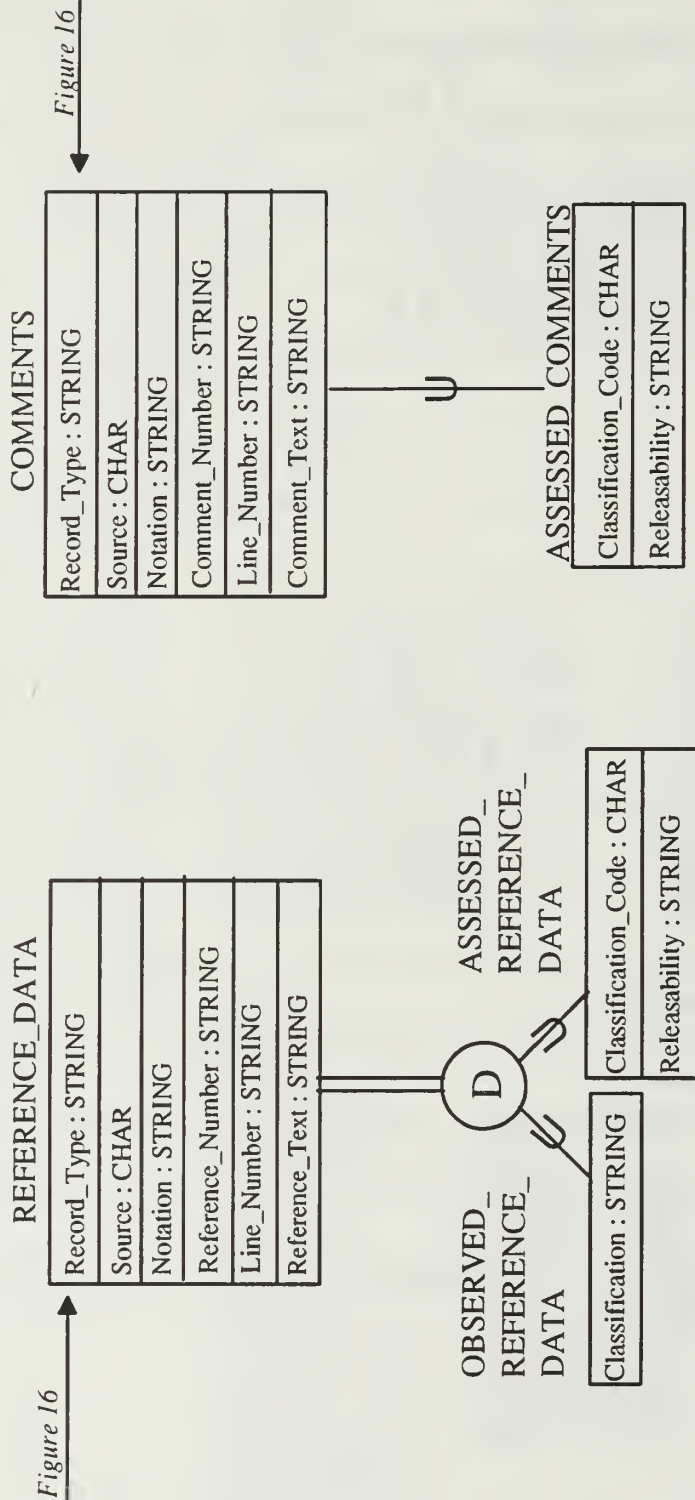 Figure 16
REFERENCE_DATA
Record_Type : STRING
Source : CHAR
Notation : STRING
Reference_Number : STRING
Line_Number : STRING
Reference_Text : STRING
D
OBSERVED_
REFERENCE_
DATA
Classification : STRING
ASSESSED_
REFERENCE_
DATA
Classification_Code : CHAR
Releasability : STRING
Figure 16
COMMENTS
Record_Type : STRING
Source : CHAR
Notation : STRING
Comment_Number : STRING
Line_Number : STRING
Comment_Text : STRING
ASSESSED COMMENTS
Classification_Code : CHAR
Releasability : STRING